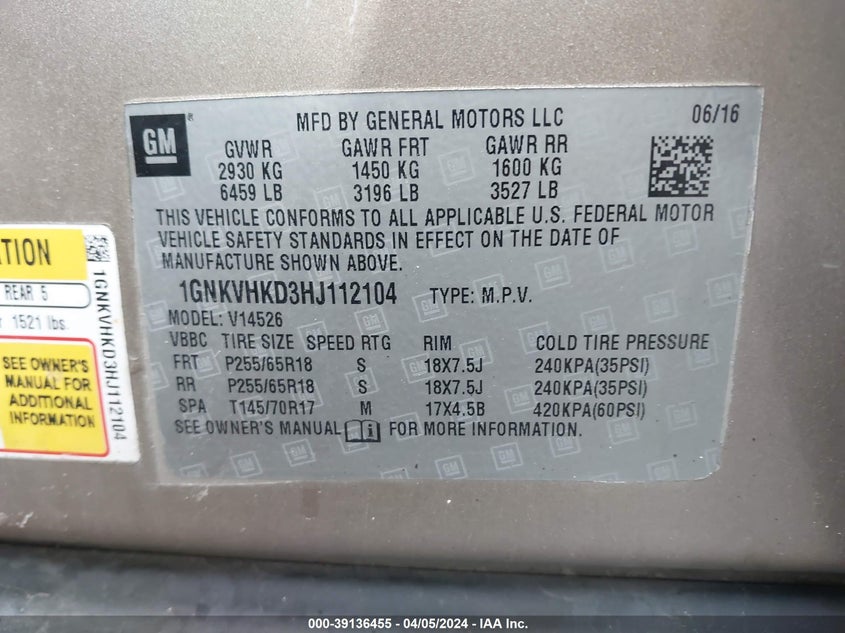 MFD BY GENERAL MOTORS LLC 06/16
GM
GVWR GAWR FRT GAWR RR
2930 KG 1450 KG 1600 KG
6459 LB 3196 LB 3527 LB
THIS VEHICLE CONFORMS TO ALL APPLICABLE U.S. FEDERAL MOTOR
VEHICLE SAFETY STANDARDS IN EFFECT ON THE DATE OF
MANUFACTURE SHOWN ABOVE.
1GNKVHKD3HJ112104 TYPE: M.P.V.
MODEL: V14526
VBBC TIRE SIZE SPEED RTG RIM COLD TIRE PRESSURE
FRT P255/65R18 S 18X7.5J 240KPA(35PSI)
RR P255/65R18 S 18X7.5J 240KPA(35PSI)
SPA T145/70R17 M 17X4.5B 420KPA(60PSI)
SEE OWNER'S MANUAL FOR MORE INFORMATION.
REAR 5
1521 lbs.
SEE OWNER'S
MANUAL FOR
ADDITIONAL
INFORMATION
1GNKVHKD3HJ112104
000-39136455 - 04/05/2024 - IAA Inc.